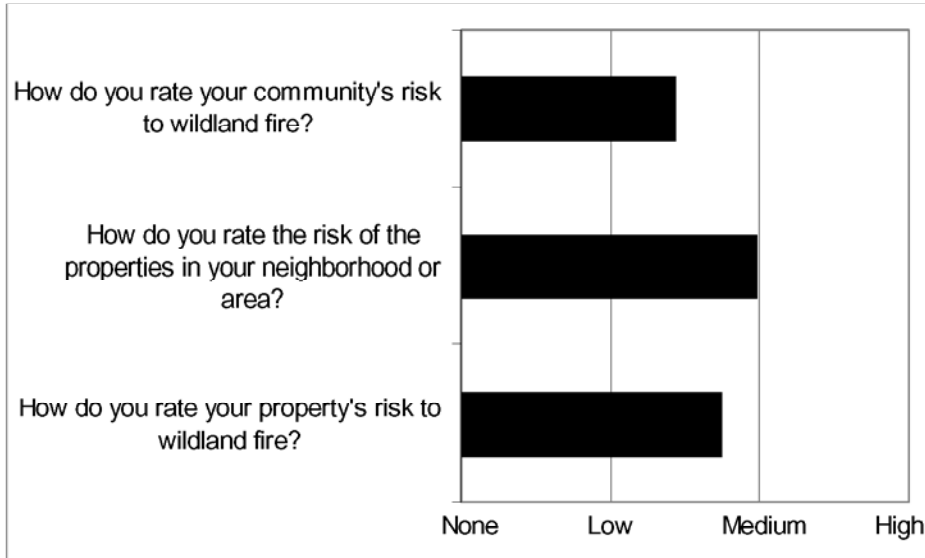 How do you rate your community's risk
to wildland fire?
How do you rate the risk of the
properties in your neighborhood or
area?
How do you rate your property's risk to
wildland fire?
None Low Medium High